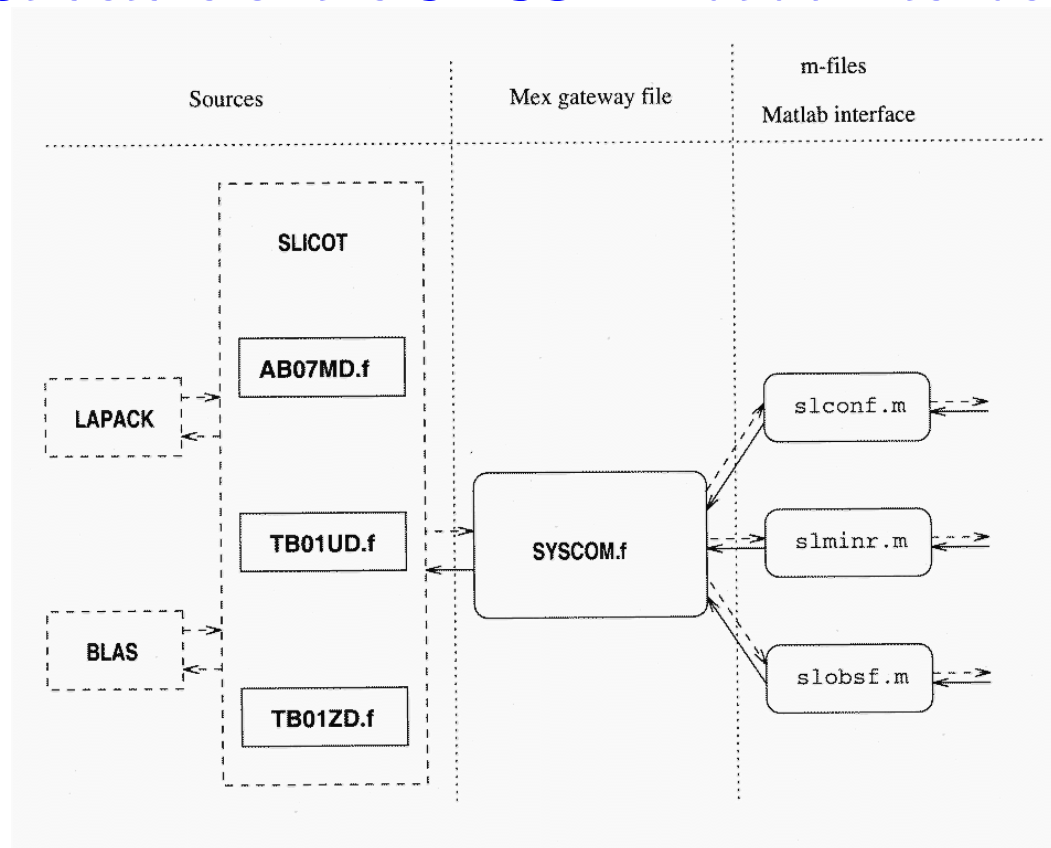 Sources
Mex gateway file
m-files
Matlab interface
SLICOT
AB07MD.f
LAPACK
TB01UD.f
BLAS
TB01ZD.f
SYSCOM.f
slconf.m
slminr.m
slobsf.m